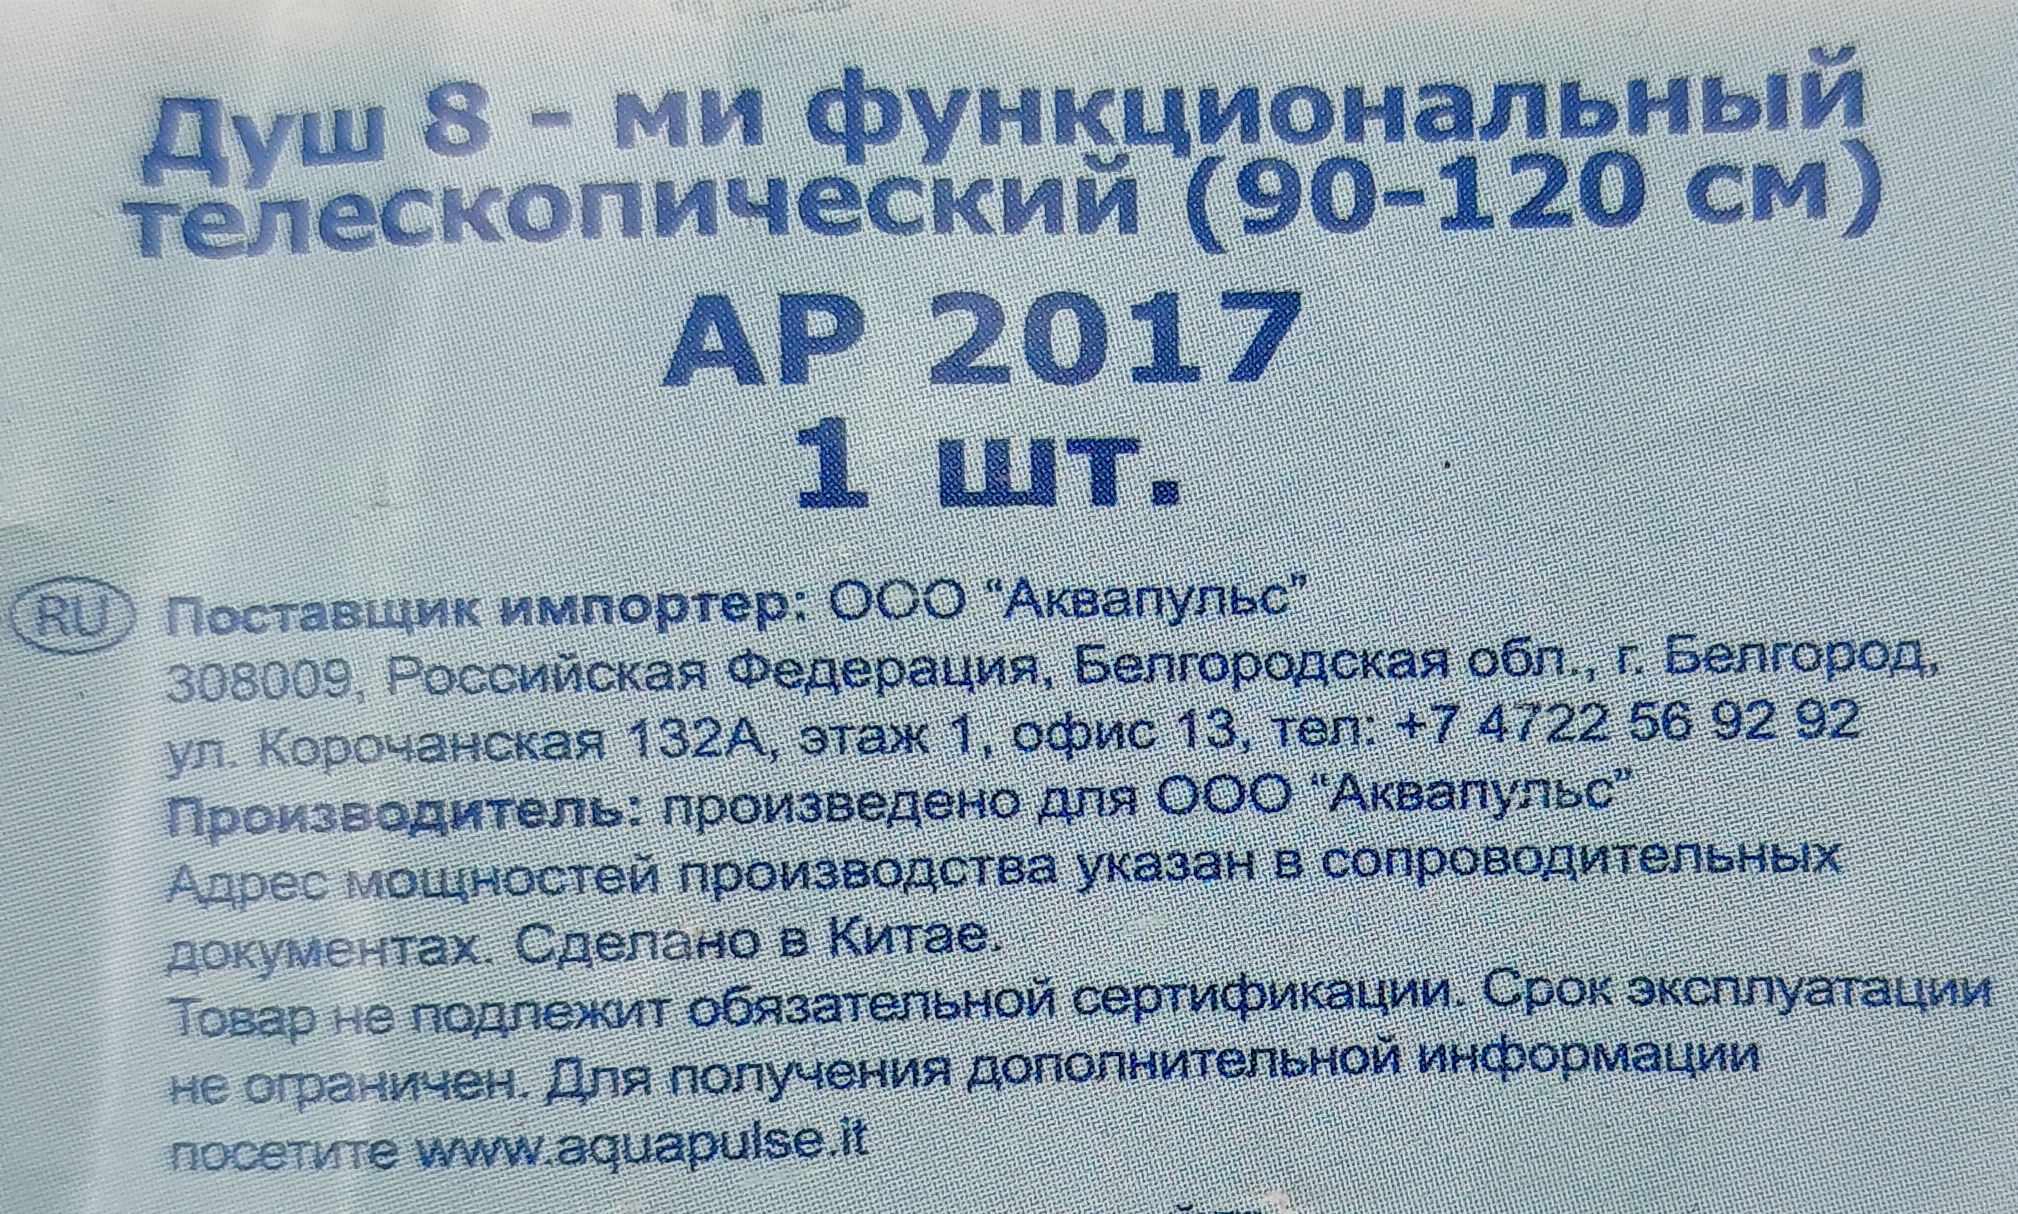 Душ 8 - ми функциональный
телескопический (90-120 см)
АР 2017
1 шт.
RU Поставщик импортер: ООО “Аквапульс”
308009, Российская Федерация, Белгородская обл., г. Белгород,
ул. Корочанская 132А, этаж 1, офис 13, тел: +7 4722 56 92 92
Производитель: произведено для ООО “Аквапульс”
Адрес мощностей производства указан в сопроводительных
документах. Сделано в Китае.
Товар не подлежит обязательной сертификации. Срок эксплуатации
не ограничен. Для получения дополнительной информации
посетите www.aquapulse.it